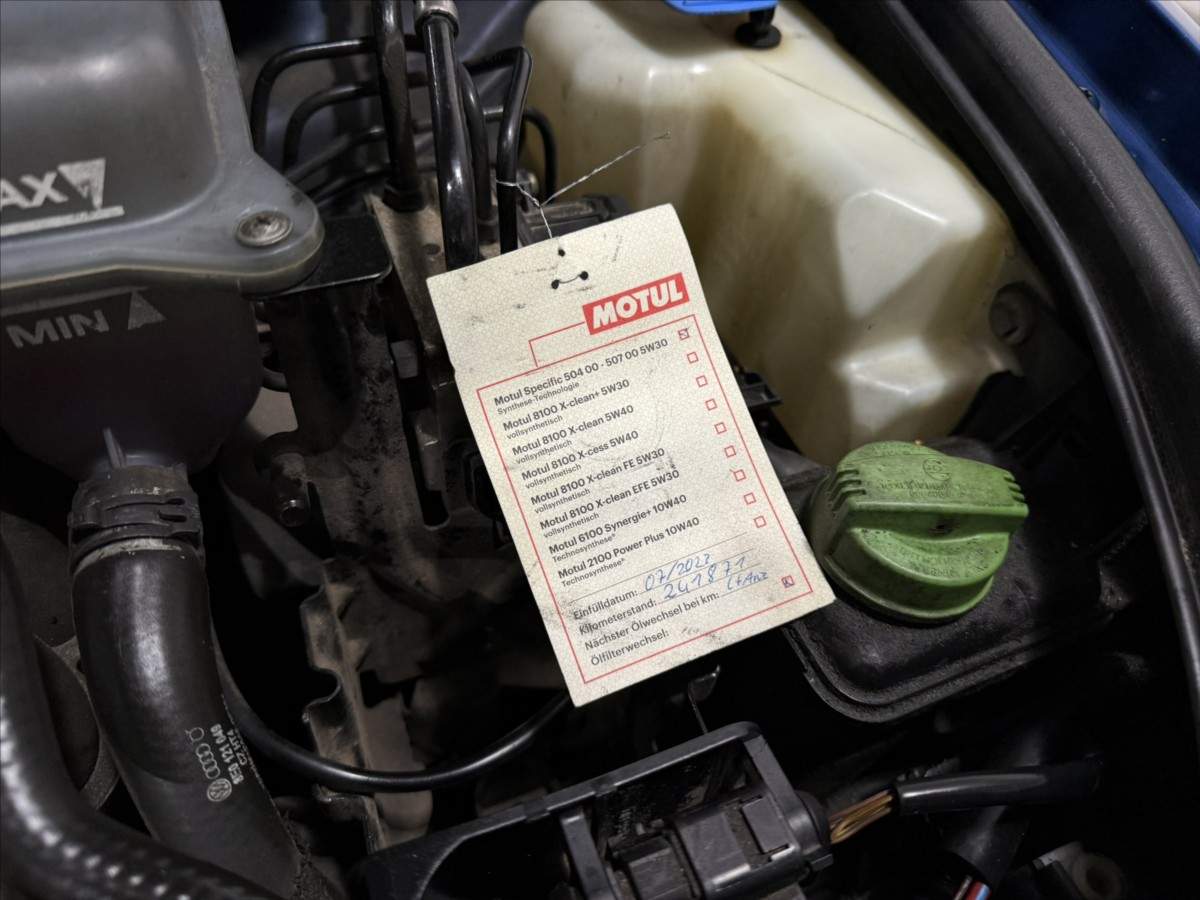 AX
MIN
MOTUL
Motul Specific 504 00 - 507 00 5W30
Synthese-Technologie
Motul 8100 X-clean+ 5W30
vollsynthetisch
Motul 8100 X-clean 5W40
vollsynthetisch
Motul 8100 X-cess 5W40
vollsynthetisch
Motul 8100 X-clean FE 5W30
vollsynthetisch
Motul 8100 X-clean EFE 5W30
vollsynthetisch
Motul 6100 Synergie+ 10W40
Technosynthese®
Motul 2100 Power Plus 10W40
Technosynthese®
Einfülldatum: 07/2023
Kilometerstand: 241871
Nächster Ölwechsel bei km:
Ölfilterwechsel: